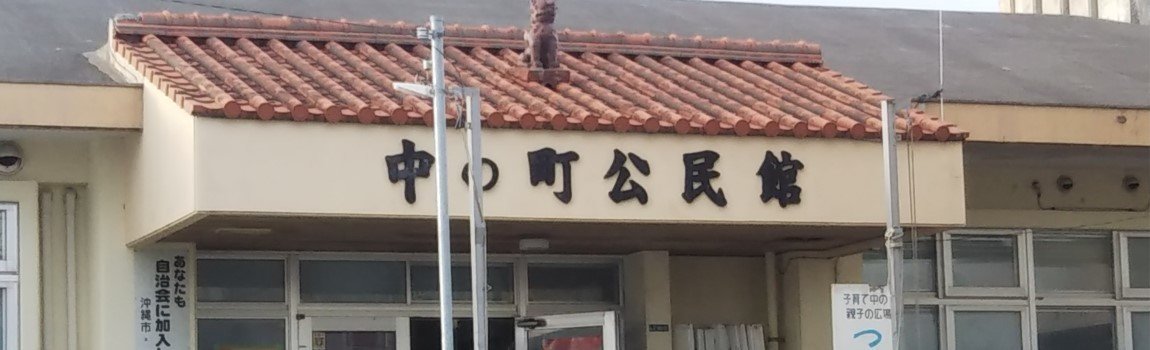 中の町公民館
あなたも
自治会に加入
沖縄市
子育て中の
親子の広場
つ